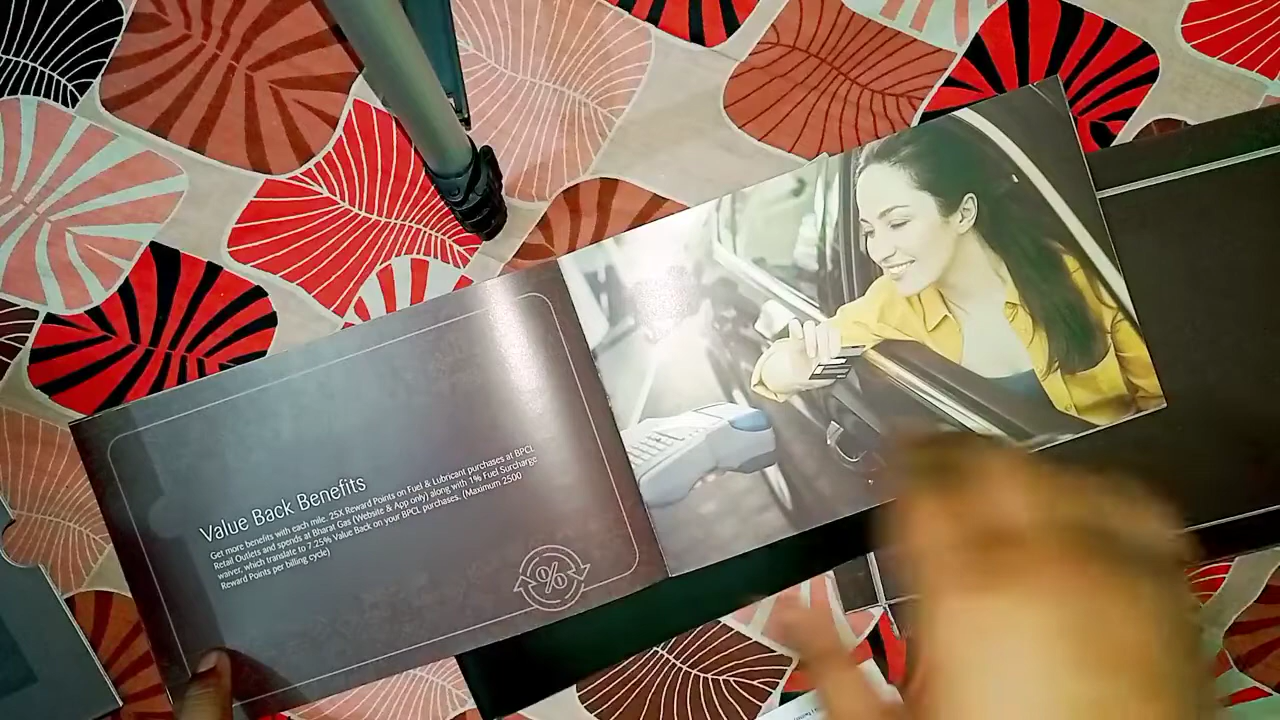 Value Back Benefits
Get more benefits with each mile. 25X Reward Points on Fuel & Lubricant purchases at BPCL
Retail Outlets and spends at Bharat Gas (Website & App only) along with 1% Fuel Surcharge
waiver, which translate to 7.25% Value Back on your BPCL purchases. (Maximum 2500
Reward Points per billing cycle)
%